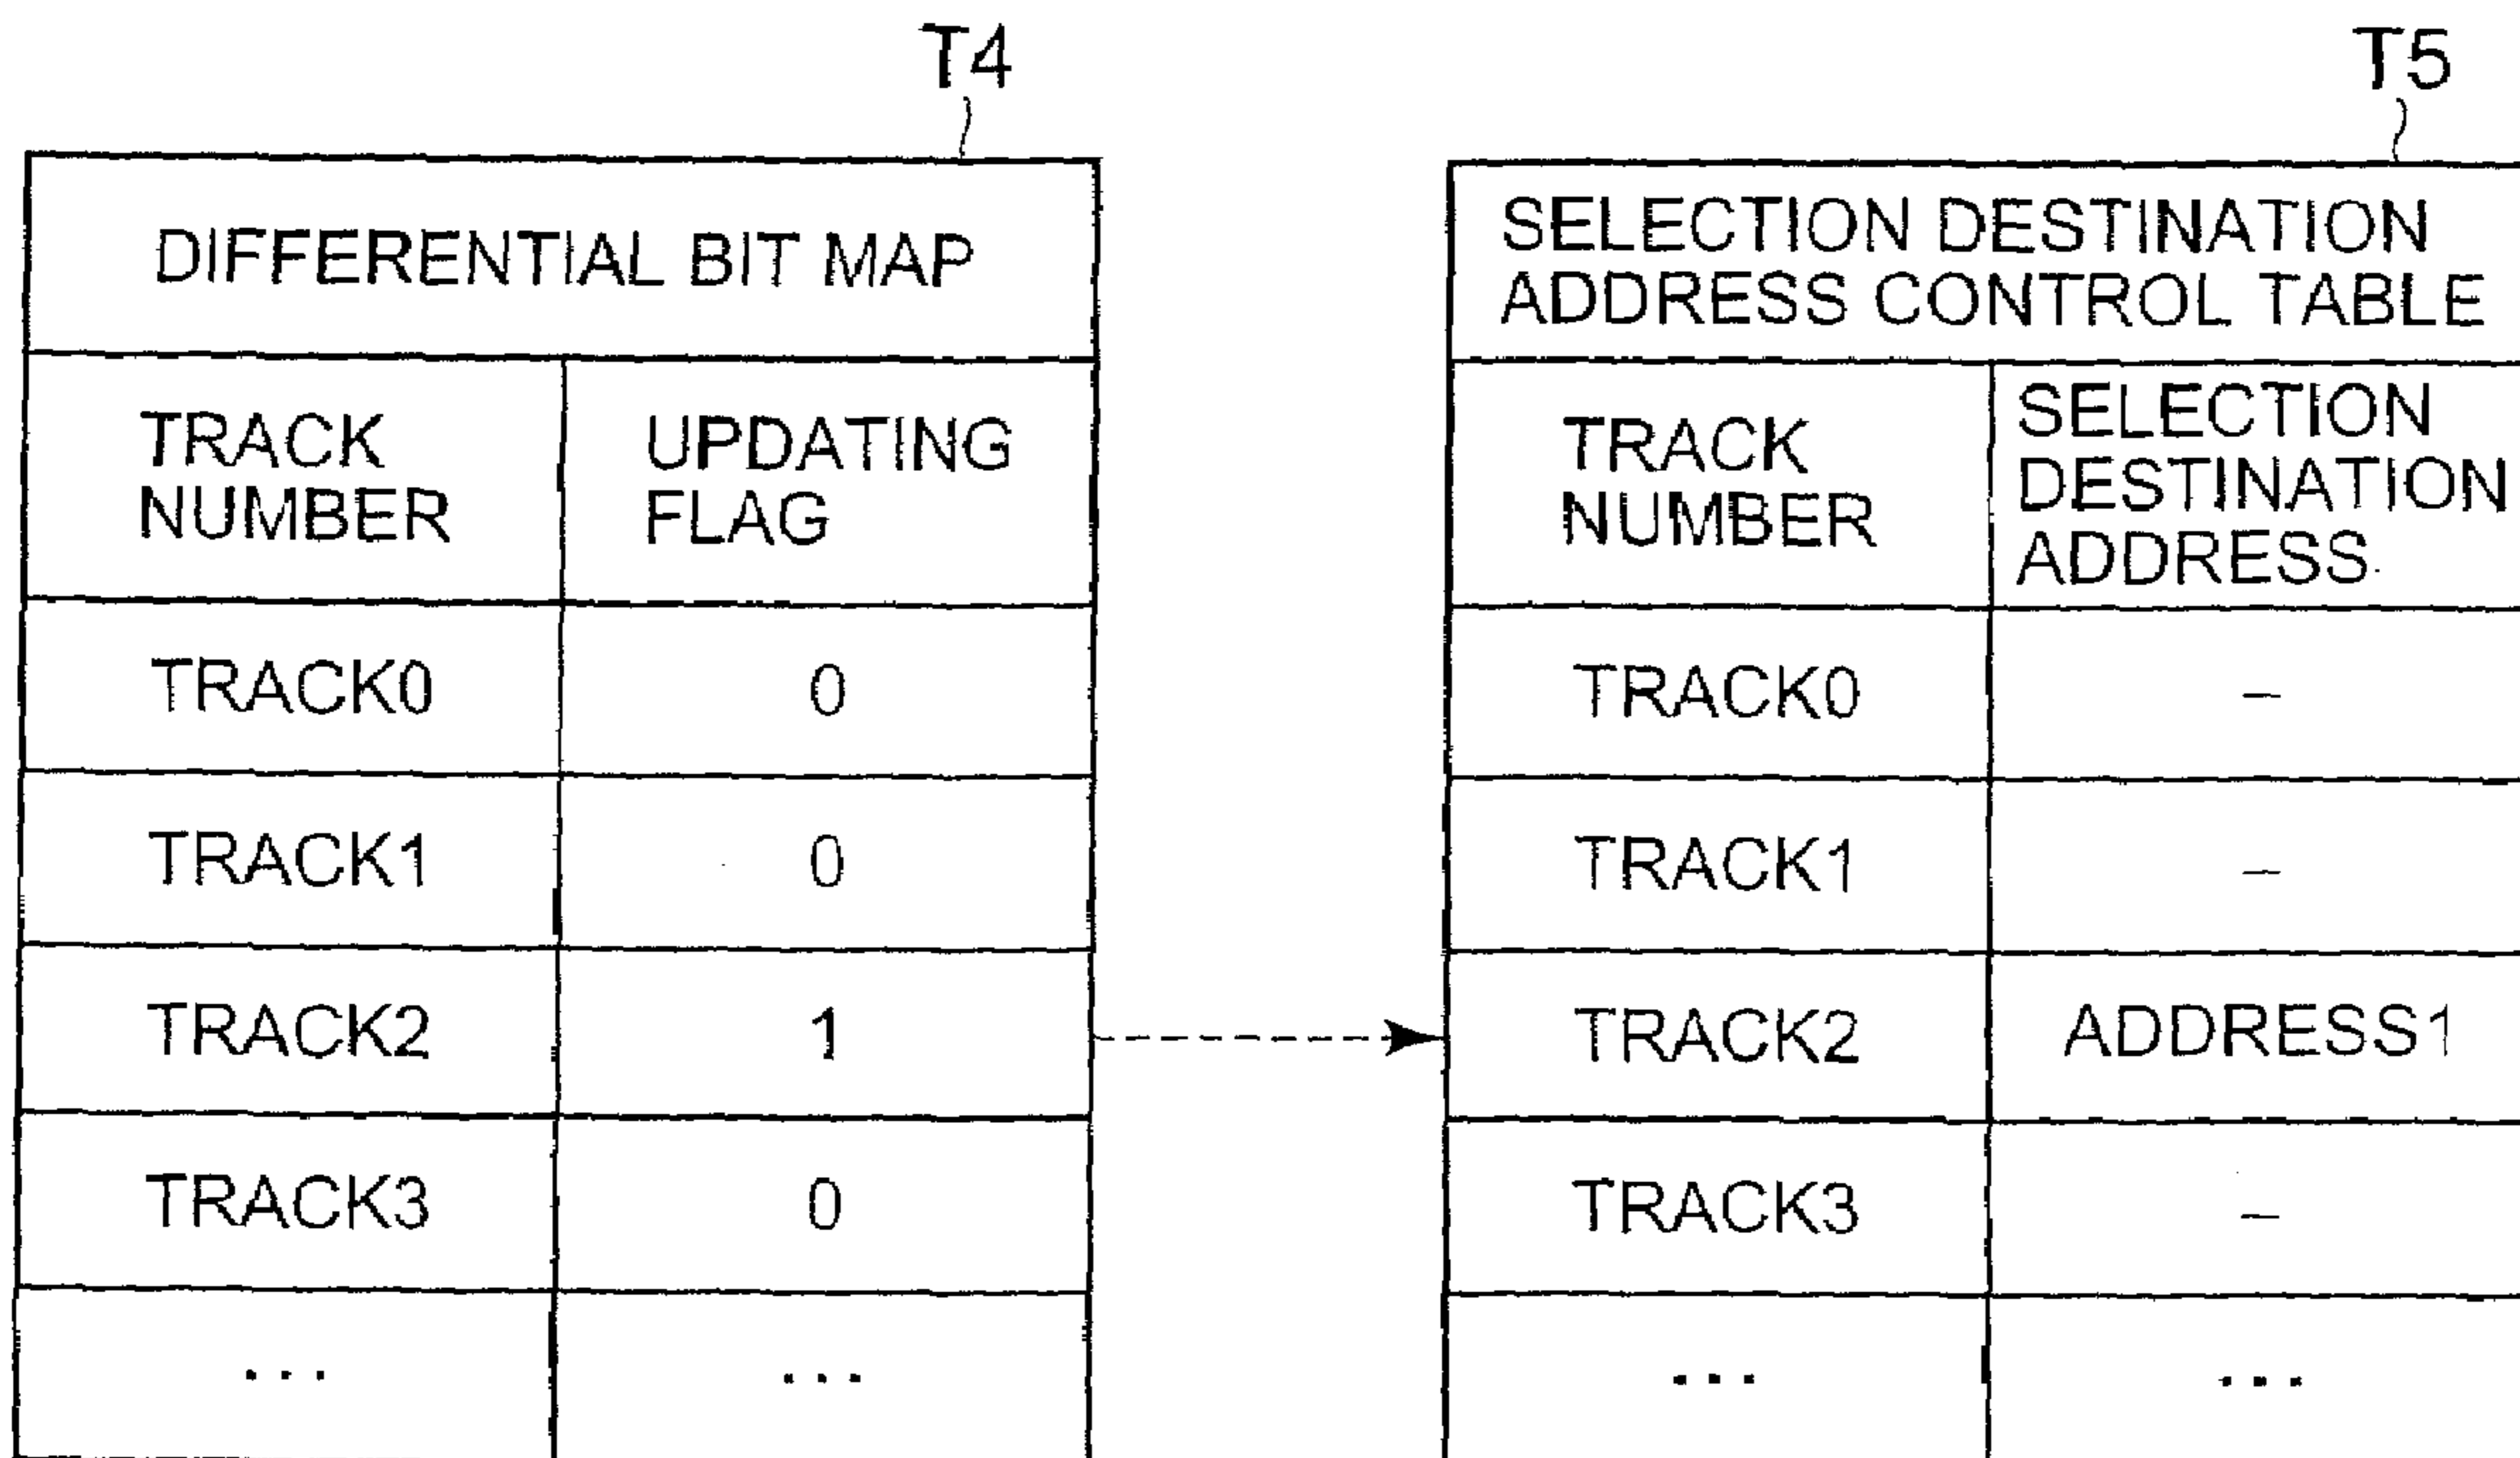 T4
DIFFERENTIAL BIT MAP
TRACK NUMBER
UPDATING FLAG
TRACK0
0
TRACK1
0
TRACK2
1
TRACK3
0
...
...
T5
SELECTION DESTINATION
ADDRESS CONTROL TABLE
TRACK
NUMBER
SELECTION
DESTINATION
ADDRESS
TRACK0
–
TRACK1
–
TRACK2
ADDRESS1
TRACK3
–
...
...